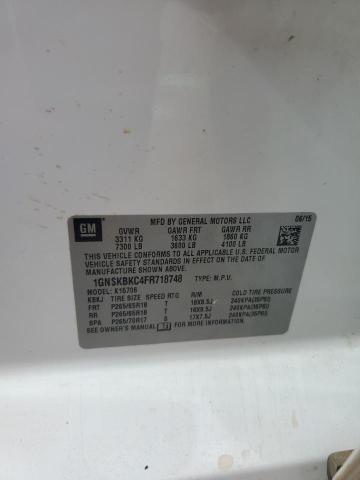 GM
MFD BY GENERAL MOTORS LLC
06/15
GVWR GAWR FRT GAWR RR
3311 KG 1633 KG 1860 KG
7300 LB 3600 LB 4100 LB
THIS VEHICLE CONFORMS TO ALL APPLICABLE U.S. FEDERAL MOTOR
VEHICLE SAFETY AND THEFT PREVENTION STANDARDS IN
EFFECT ON THE DATE OF MANUFACTURE
SHOWN ABOVE.
1GNSKBKC4FR718748 TYPE: M.P.V.
K15706
KBKJ TIRE SIZE SPEED RTG R/M COLD TIRE PRESSURE
FRT P265/65R18 T 18X8.5J 240KPA(35PSI)
RR P265/65R18 T 18X8.5J 240KPA(35PSI)
SPA P265/70R17 S 17X7.5J 240KPA(35PSI)
SEE OWNER'S MANUAL FOR MORE INFORMATION.